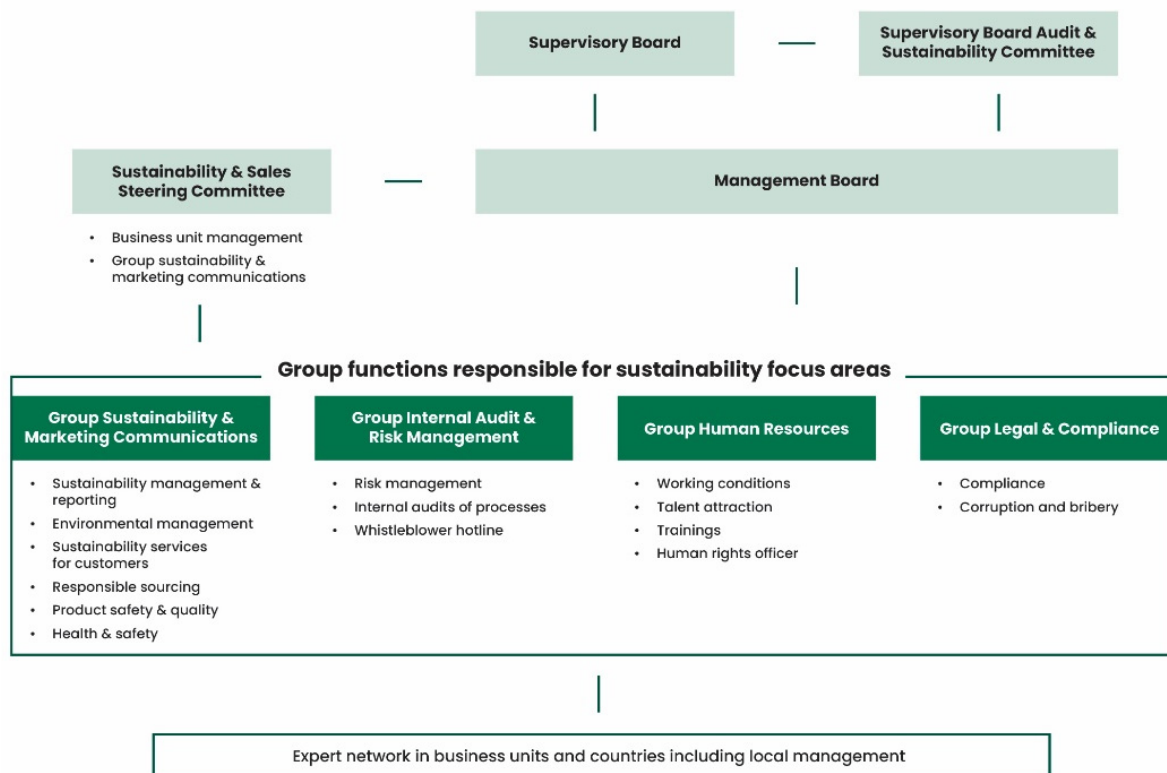 Supervisory Board
Supervisory Board Audit &
Sustainability Committee
Sustainability & Sales
Steering Committee
Management Board
• Business unit management
• Group sustainability &
marketing communications
Group functions responsible for sustainability focus areas
Group Sustainability &
Marketing Communications
• Sustainability management &
reporting
• Environmental management
• Sustainability services
for customers
• Responsible sourcing
• Product safety & quality
• Health & safety
Group Internal Audit &
Risk Management
• Risk management
• Internal audits of processes
• Whistleblower hotline
Group Human Resources
• Working conditions
• Talent attraction
• Trainings
• Human rights officer
Group Legal & Compliance
• Compliance
• Corruption and bribery
Expert network in business units and countries including local management